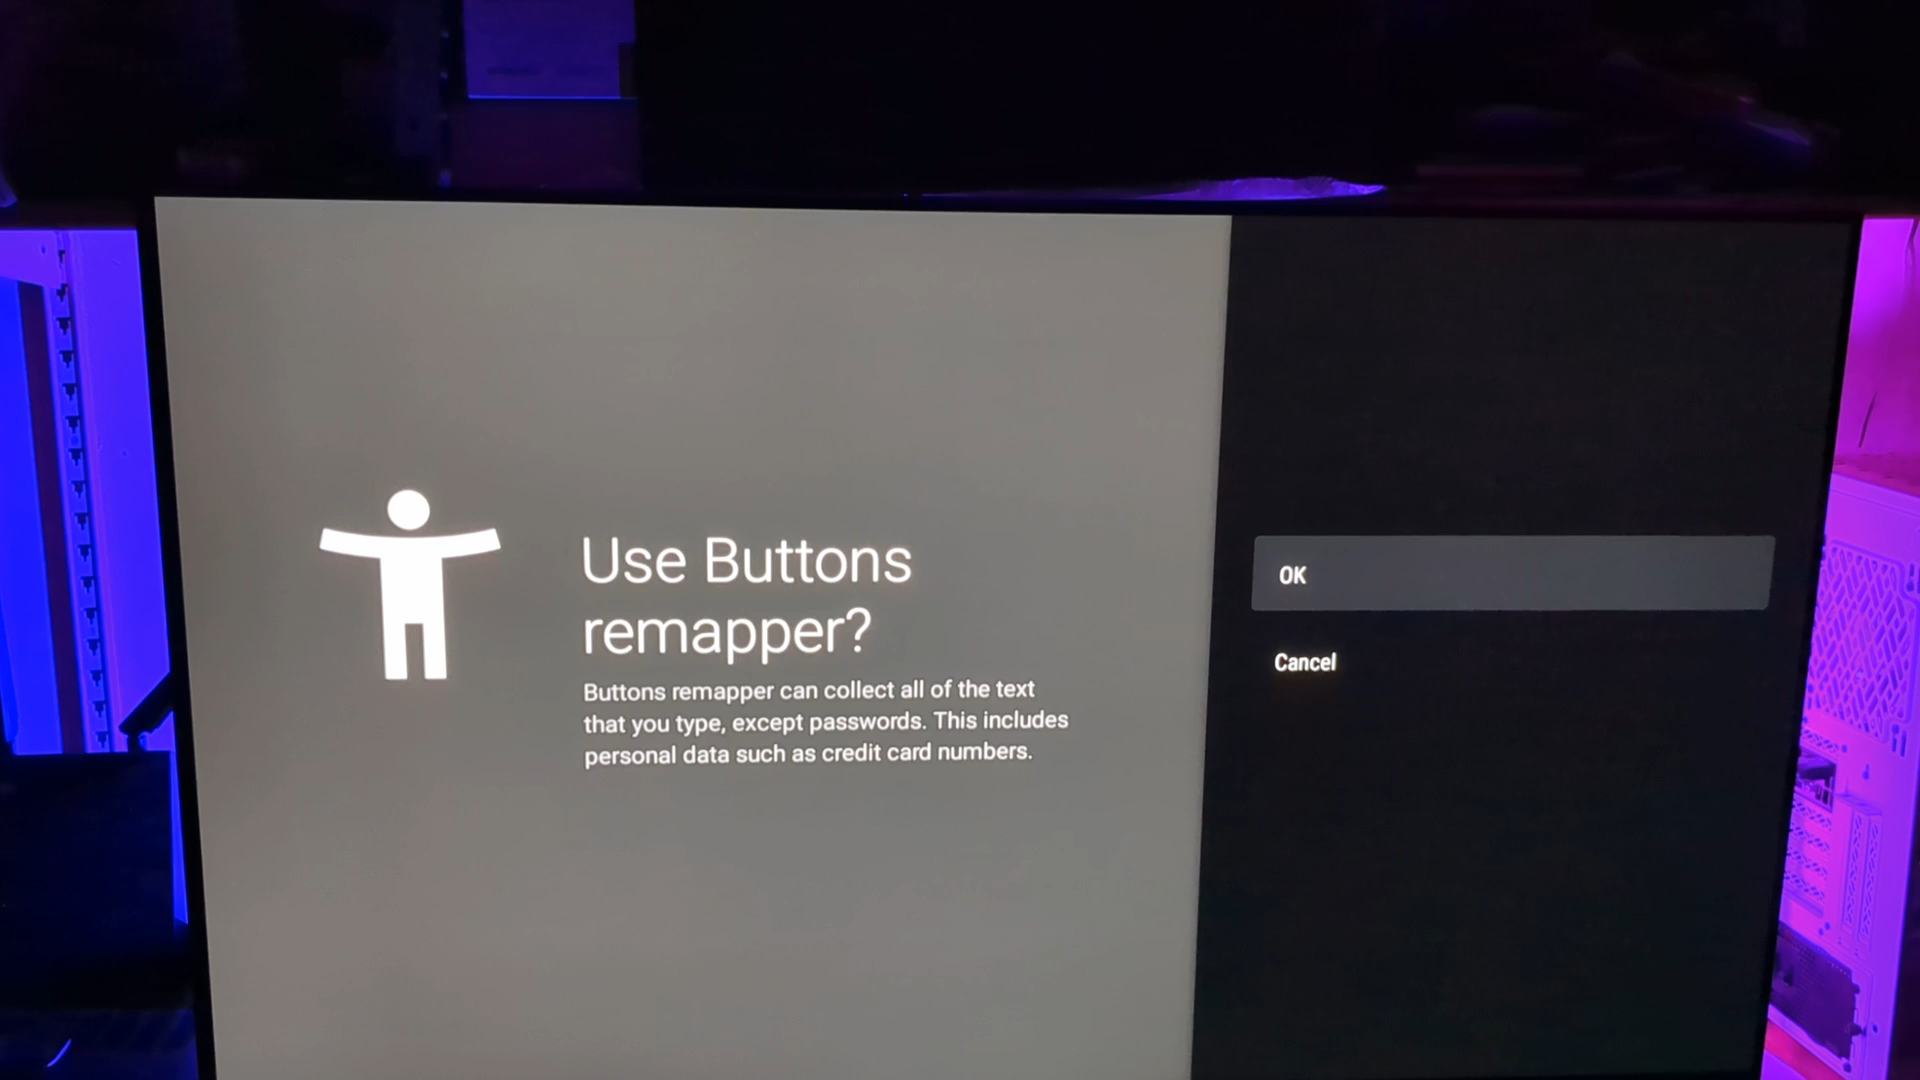 Use Buttons
remapper?
Buttons remapper can collect all of the text
that you type, except passwords. This includes
personal data such as credit card numbers.
OK
Cancel